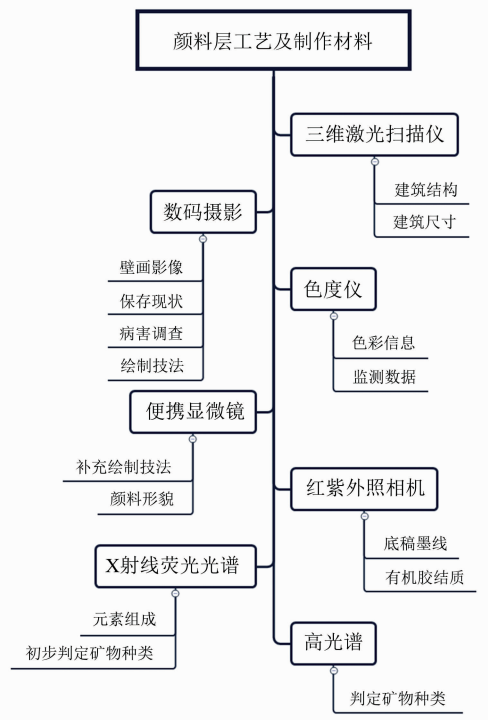 颜料层工艺及制作材料
三维激光扫描仪
建筑结构
建筑尺寸
数码摄影
壁画影像
保存现状
病害调查
绘制技法
色度仪
色彩信息
监测数据
便携显微镜
补充绘制技法
颜料形貌
红紫外照相机
底稿墨线
有机胶结质
X射线荧光光谱
元素组成
初步判定矿物种类
高光谱
判定矿物种类